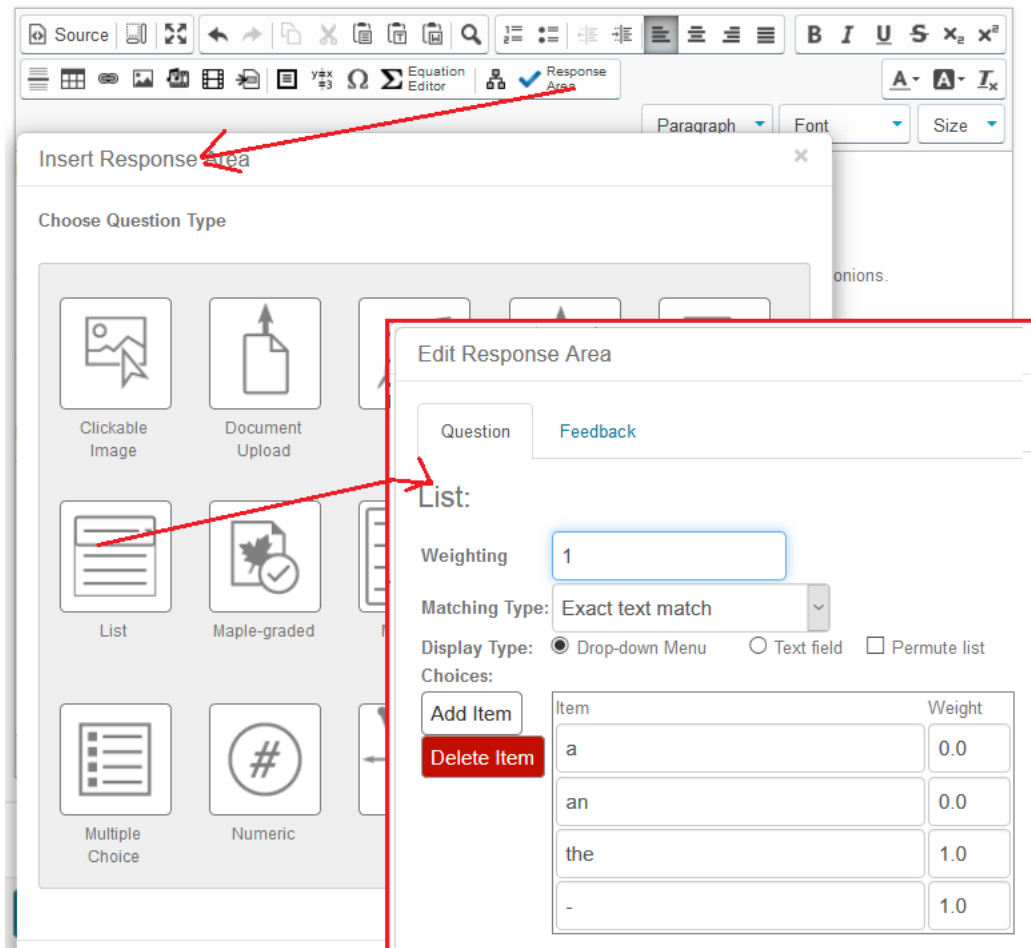 Source
B I U S x₂ x²
Equation
Editor
Response
Area
A A Tx
Paragraph Font Size
Insert Response Area
×
Choose Question Type
onions.
Clickable
Image
Document
Upload
List
Maple-graded
Multiple
Choice
#
Numeric
Edit Response Area
Question Feedback
List:
Weighting 1
Matching Type: Exact text match
Display Type: Drop-down Menu Text field Permute list
Choices:
Add Item
Delete Item
Item Weight
a 0.0
an 0.0
the 1.0
- 1.0